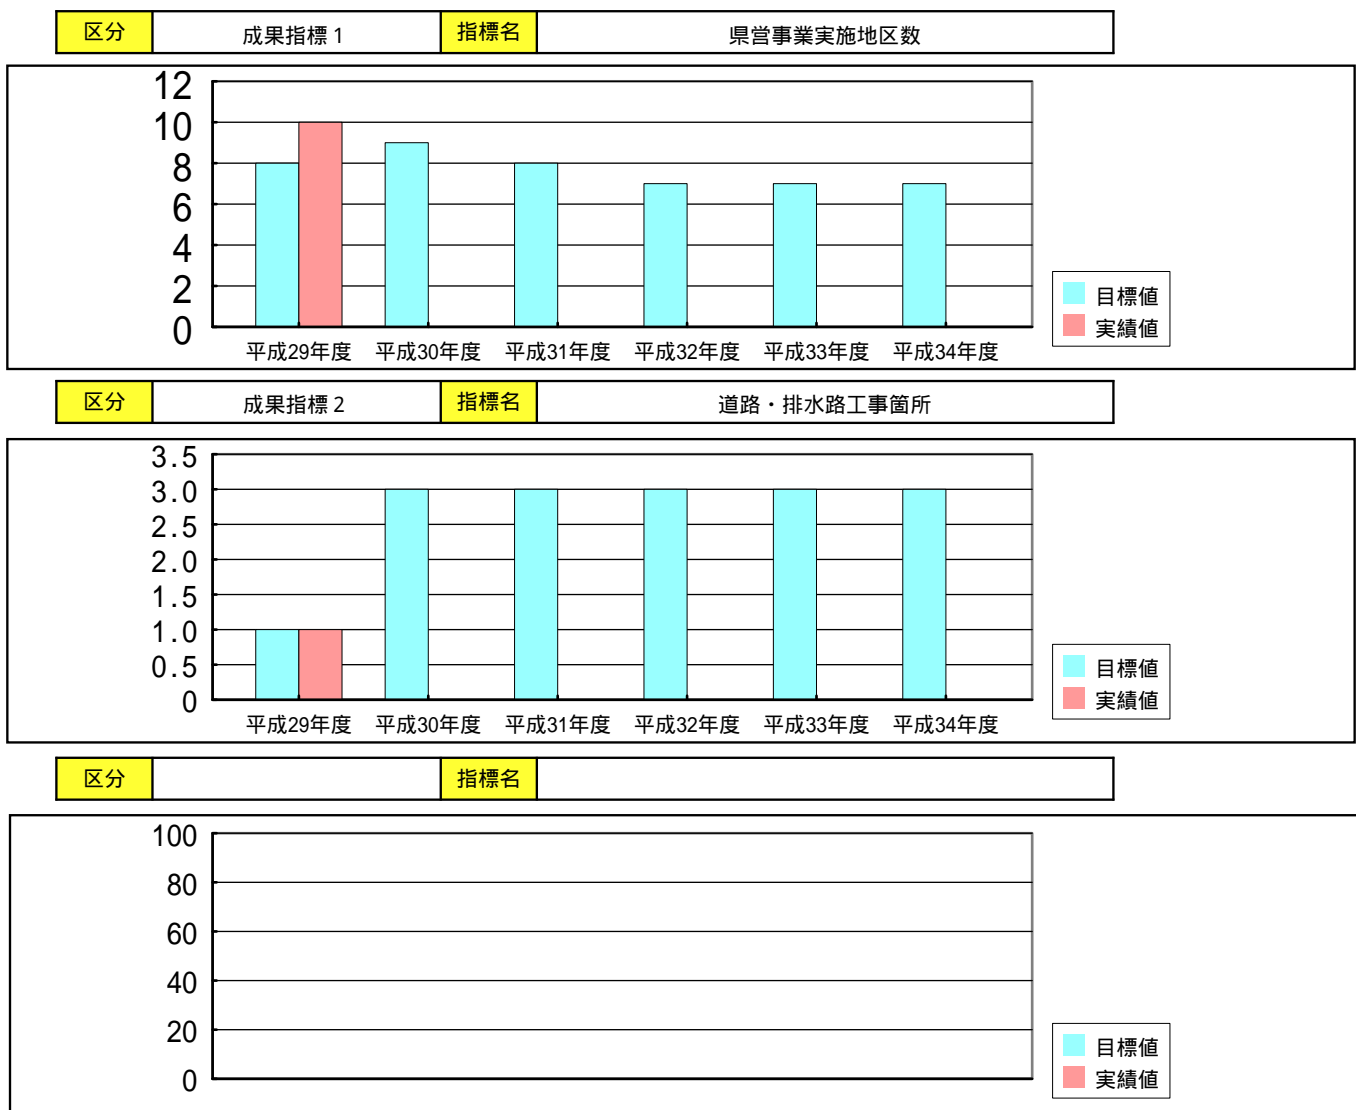 区分 成果指標１ 指標名 県営事業実施地区数
12
10
8
6
4
2
0
平成29年度 平成30年度 平成31年度 平成32年度 平成33年度 平成34年度
目標値
実績値
区分 成果指標２ 指標名 道路・排水路工事箇所
3.5
3.0
2.5
2.0
1.5
1.0
0.5
0
平成29年度 平成30年度 平成31年度 平成32年度 平成33年度 平成34年度
目標値
実績値
区分 指標名
100
80
60
40
20
0
目標値
実績値